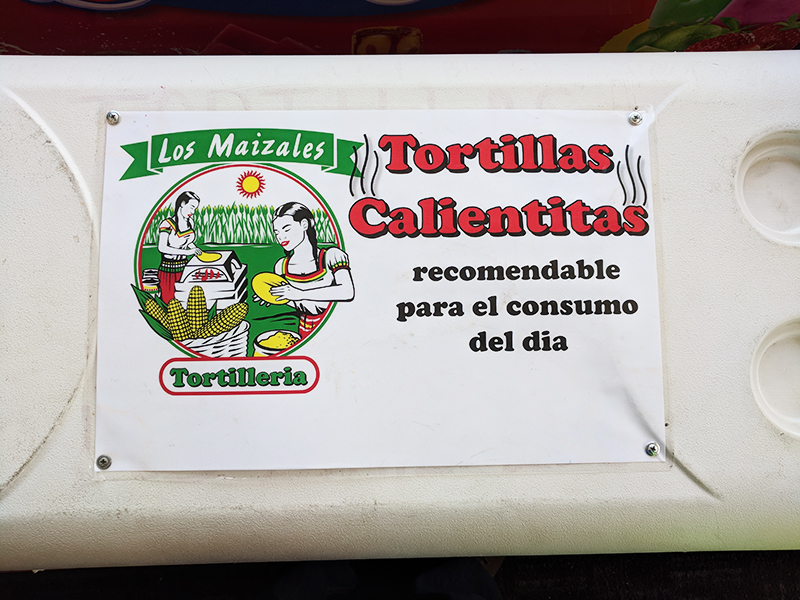 Los Maizales
Tortillas
Calientitas
recomendable
para el consumo
del dia
Tortilleria